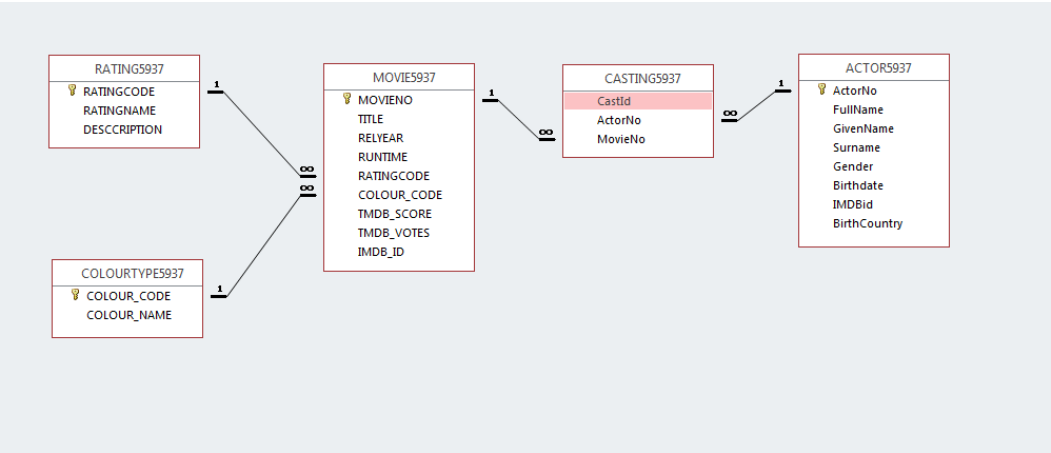 RATING5937
RATINGCODE
RATINGNAME
DESCCRIPTION
1
∞
COLOURTYPE5937
COLOUR_CODE
COLOUR_NAME
1
∞
MOVIE5937
MOVIENO
TITLE
RELYEAR
RUNTIME
RATINGCODE
COLOUR_CODE
TMDB_SCORE
TMDB_VOTES
IMDB_ID
1
∞
CASTING5937
CastId
ActorNo
MovieNo
∞
1
ACTOR5937
ActorNo
FullName
GivenName
Surname
Gender
Birthdate
IMDBid
BirthCountry